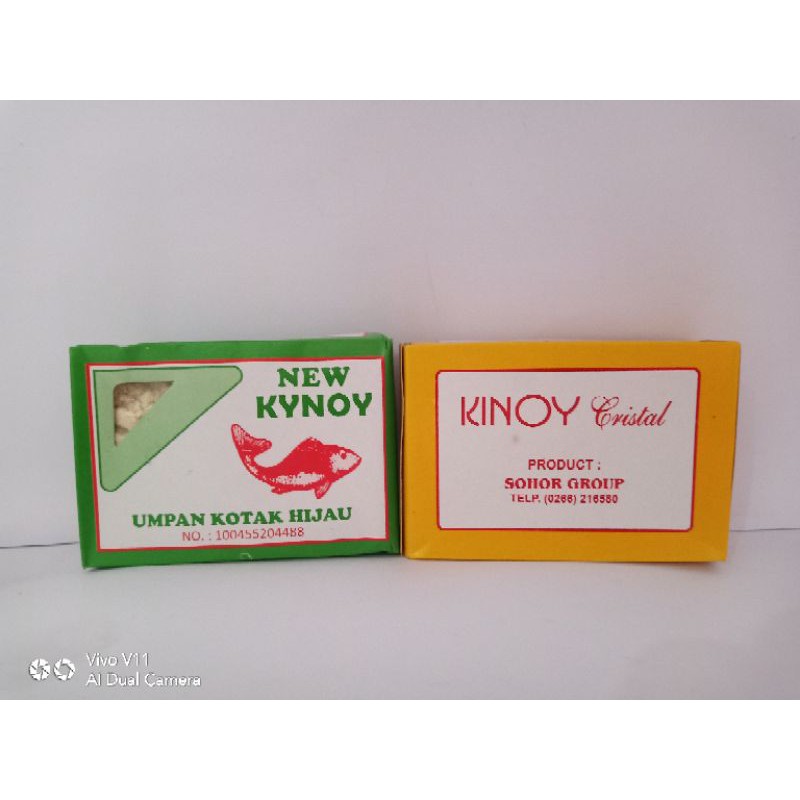 NEW
KYNOY
UMPAN KOTAK HIJAU
NO. : 100455204488
KINOY Cristal
PRODUCT :
SOHOR GROUP
TELP. (0266) 216580
Vivo V11
AI Dual Camera